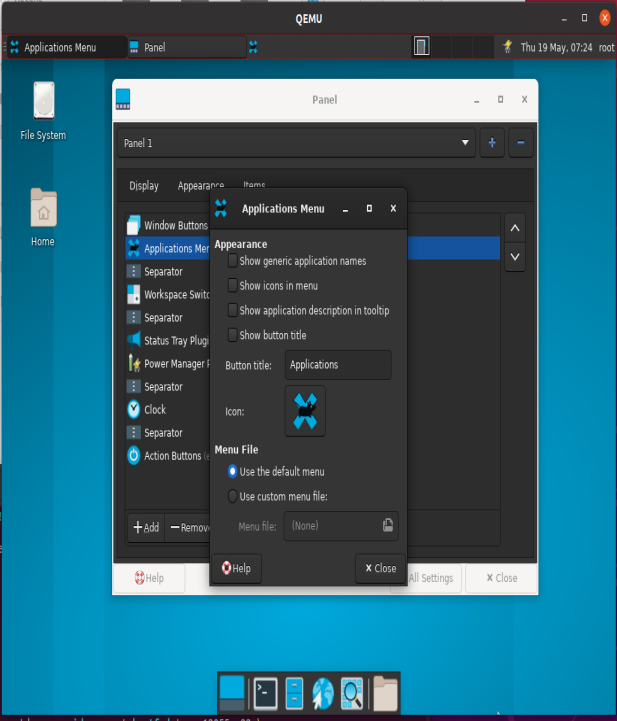 QEMU
Applications Menu
Panel
Thu 19 May, 07:24 root
File System
Home
Panel
Panel 1
Display Appearance Items
Window Buttons
Applications Men
Separator
Workspace Switc
Separator
Status Tray Plugi
Power Manager P
Separator
Clock
Separator
Action Buttons
Add
Remove
Help
All Settings
Close
Applications Menu
Appearance
Show generic application names
Show icons in menu
Show application description in tooltip
Show button title
Button title: Applications
Icon:
Menu File
Use the default menu
Use custom menu file:
Menu file: (None)
Help
Close